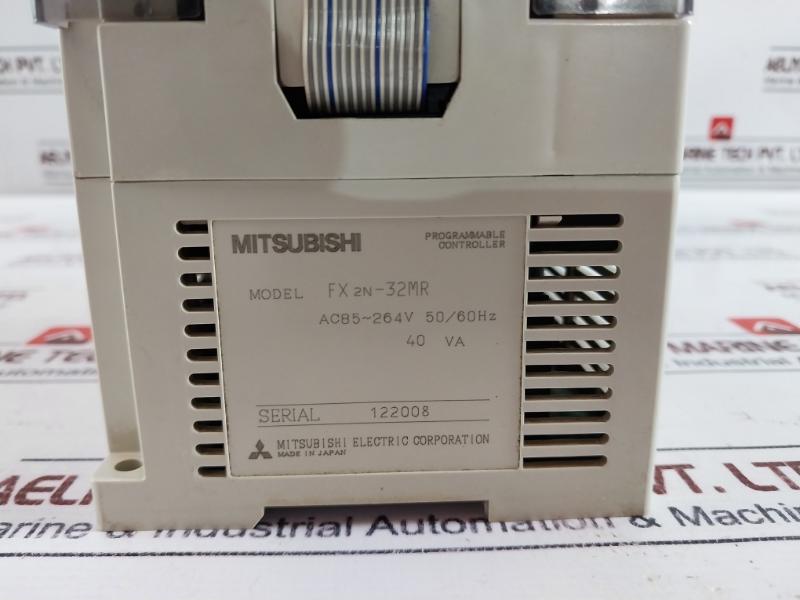 MITSUBISHI
PROGRAMMABLE
CONTROLLER
MODEL FX2N-32MR
AC85~264V 50/60Hz
40 VA
SERIAL 122008
MITSUBISHI ELECTRIC CORPORATION
MADE IN JAPAN
Marine & Industrial Automation & Machin